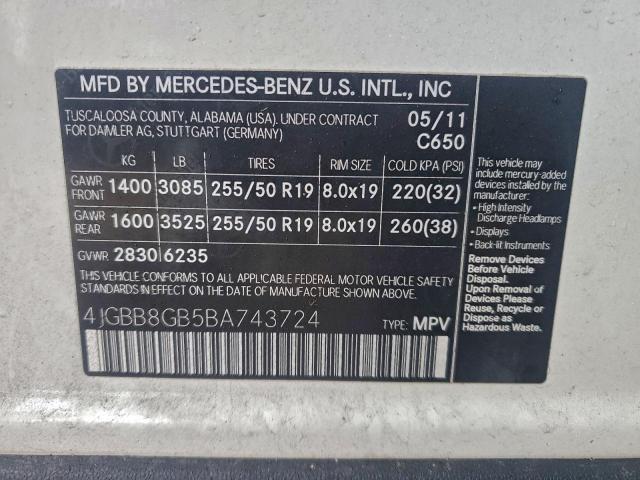 MFD BY MERCEDES-BENZ U.S. INTL., INC
TUSCALOOSA COUNTY, ALABAMA (USA). UNDER CONTRACT
FOR DAIMLER AG, STUTTGART (GERMANY)
05/11
C650
KG LB TIRES RIM SIZE COLD KPA (PSI)
GAWR FRONT 1400 3085 255/50 R19 8.0x19 220(32)
GAWR REAR 1600 3525 255/50 R19 8.0x19 260(38)
GVWR 2830 6235
THIS VEHICLE CONFORMS TO ALL APPLICABLE FEDERAL MOTOR VEHICLE SAFETY
STANDARDS IN EFFECT ON THE DATE OF MANUFACTURE SHOWN ABOVE.
4JGBB8GB5BA743724
TYPE: MPV
This vehicle may
include mercury-added
devices installed by the
manufacturer:
• High Intensity
Discharge Headlamps
• Displays
• Back-lit Instruments
Remove Devices
Before Vehicle
Disposal.
Upon Removal of
Devices Please
Reuse, Recycle or
Dispose as
Hazardous Waste.